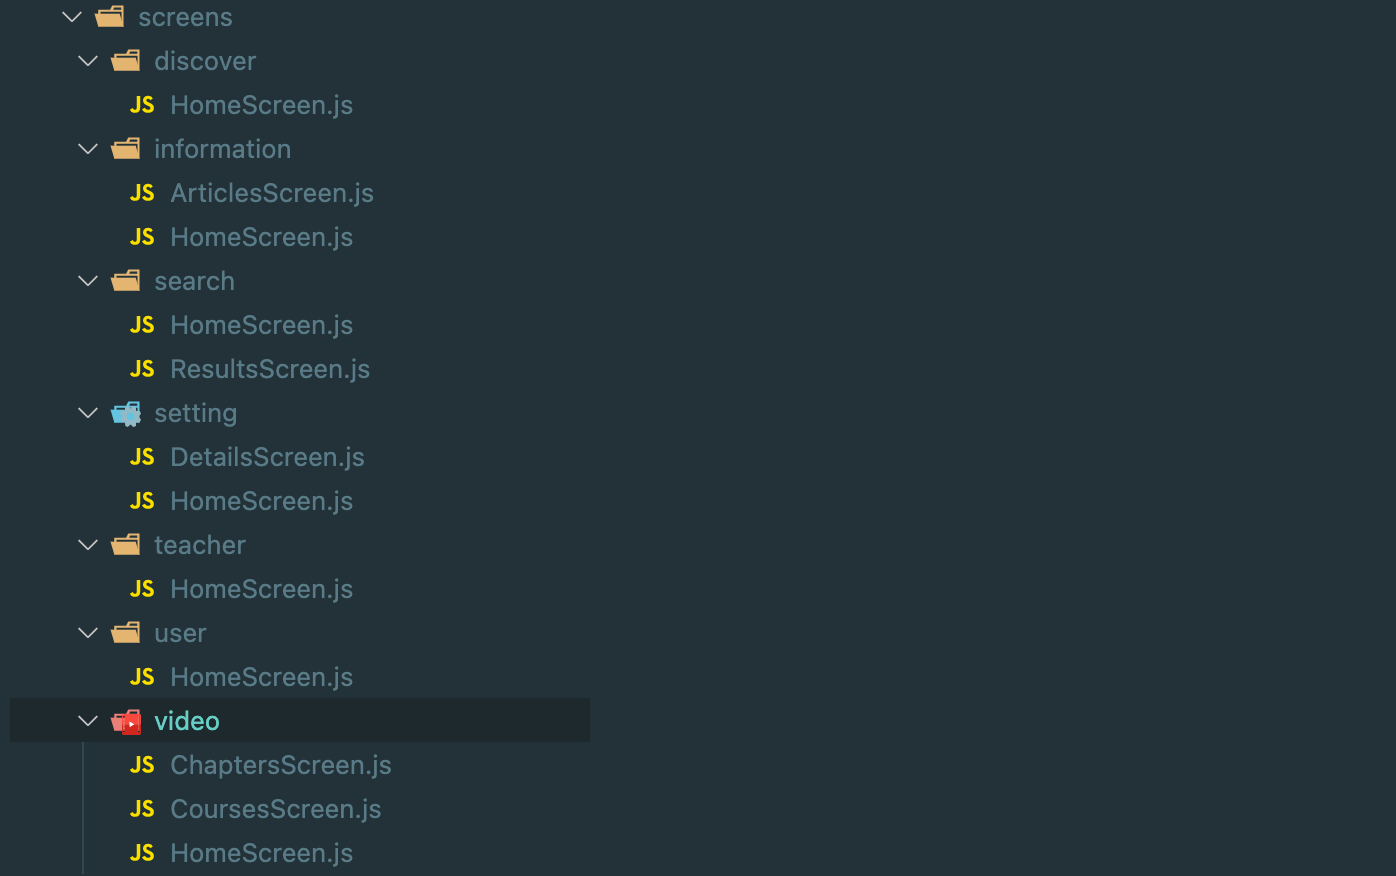 screens
discover
JS HomeScreen.js
information
JS ArticlesScreen.js
JS HomeScreen.js
search
JS HomeScreen.js
JS ResultsScreen.js
setting
JS DetailsScreen.js
JS HomeScreen.js
teacher
JS HomeScreen.js
user
JS HomeScreen.js
video
JS ChaptersScreen.js
JS CoursesScreen.js
JS HomeScreen.js